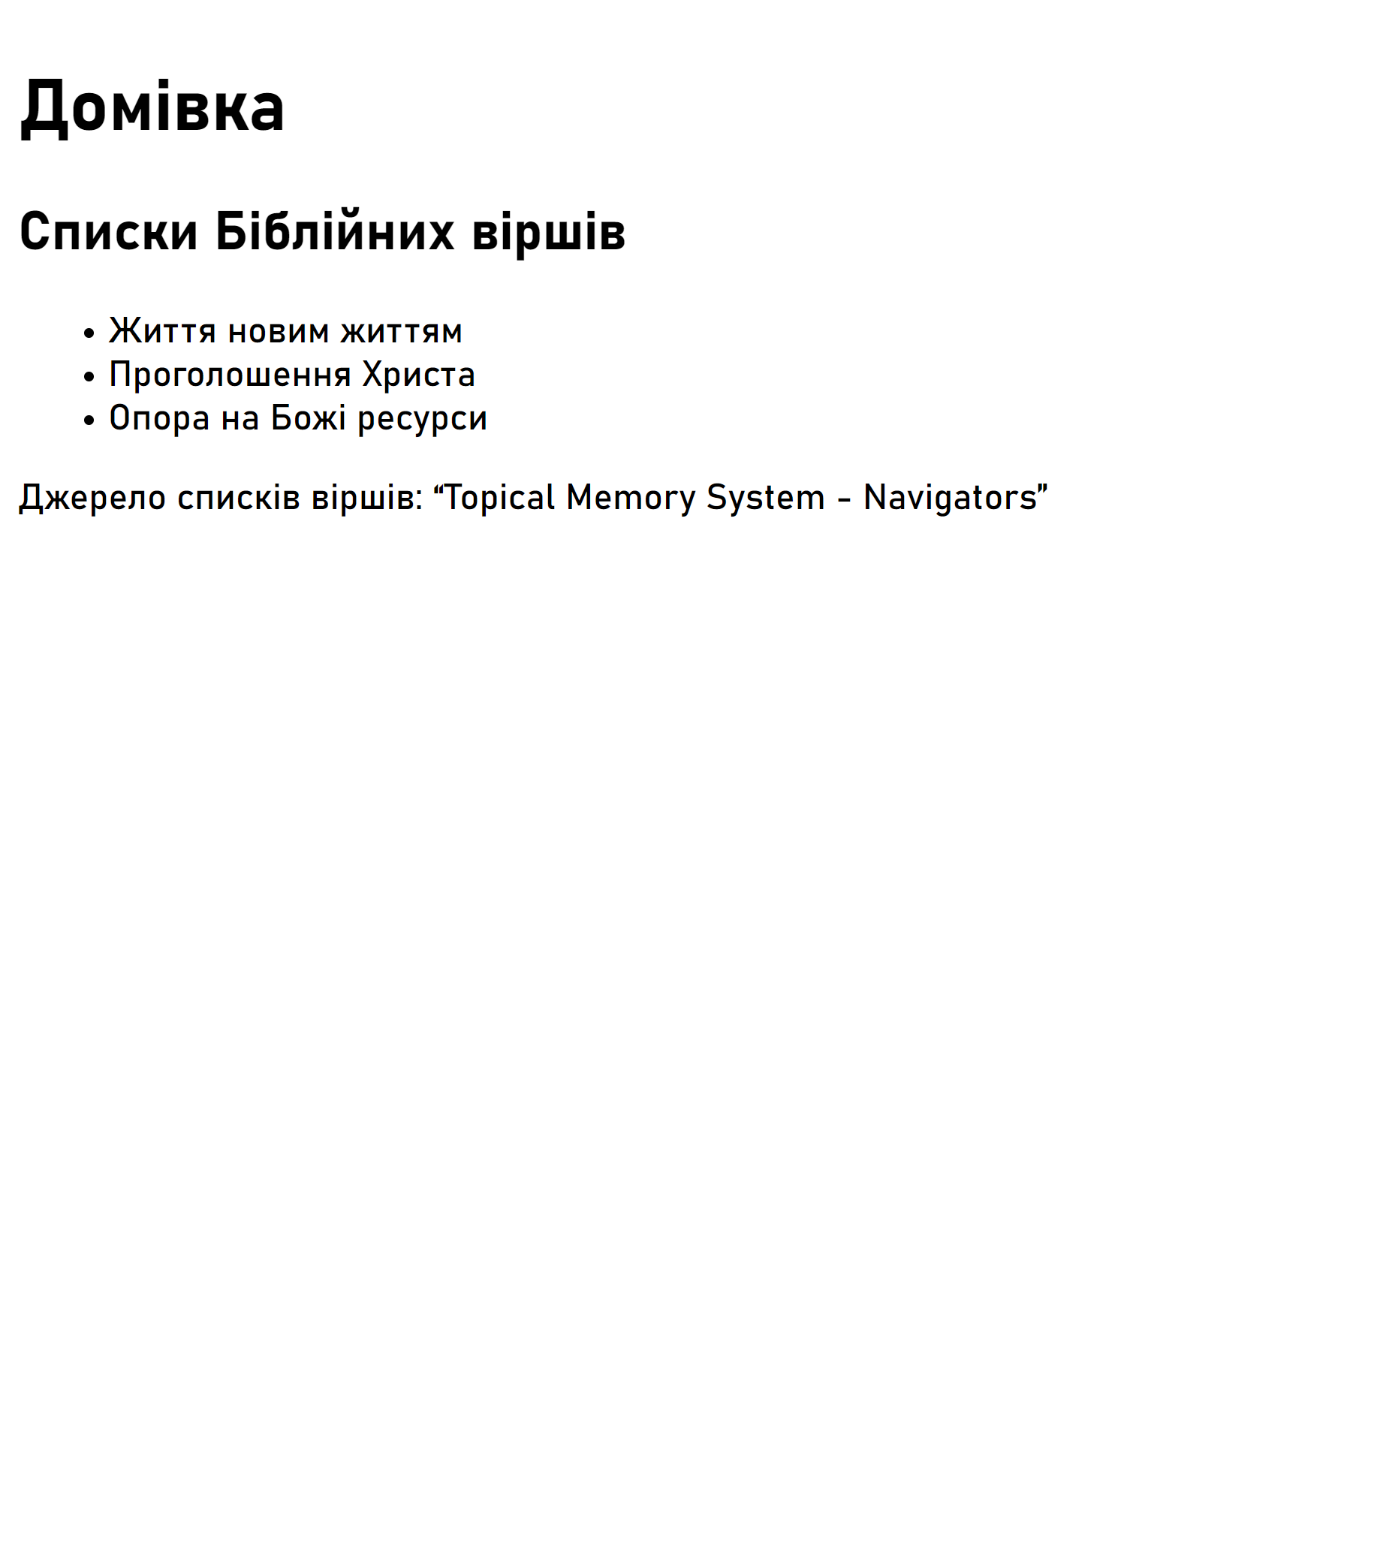 Домівка
Списки Біблійних віршів
• Життя новим життям
• Проголошення Христа
• Опора на Божі ресурси
Джерело списків віршів: “Topical Memory System - Navigators”